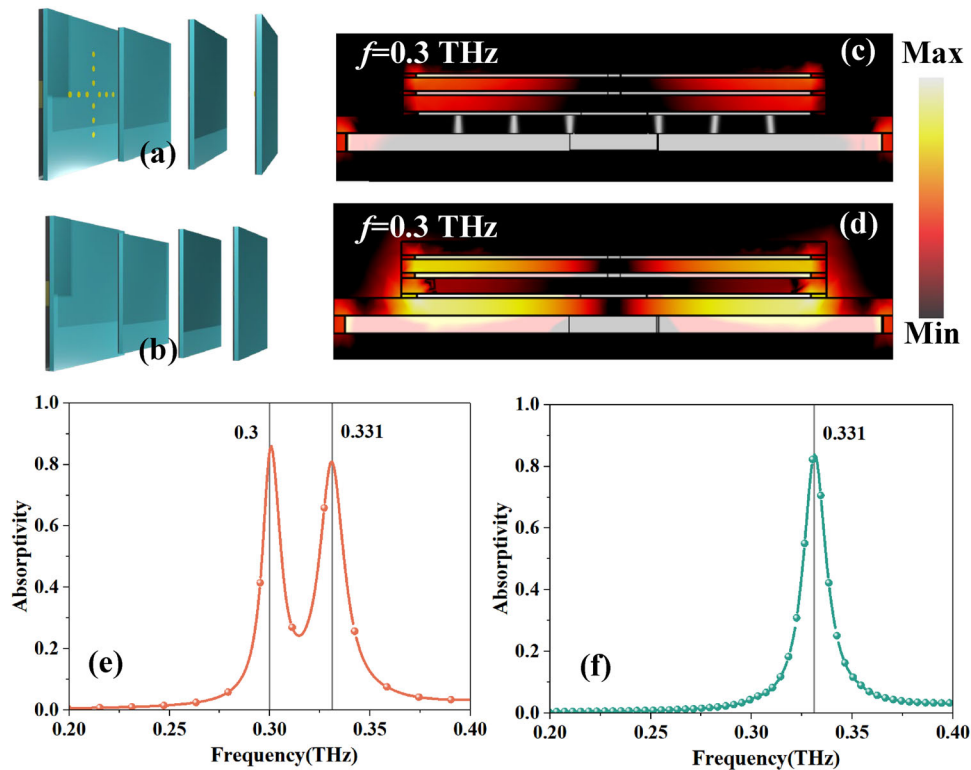 (a)
(b)
f=0.3 THz
(c)
f=0.3 THz
(d)
Max
Min
1.0
0.8
0.6
0.4
0.2
0.0
Absorptivity
0.3
0.331
(e)
0.20
0.25
0.30
0.35
0.40
Frequency(THz)
1.0
0.8
0.6
0.4
0.2
0.0
Absorptivity
0.331
(f)
0.20
0.25
0.30
0.35
0.40
Frequency(THz)